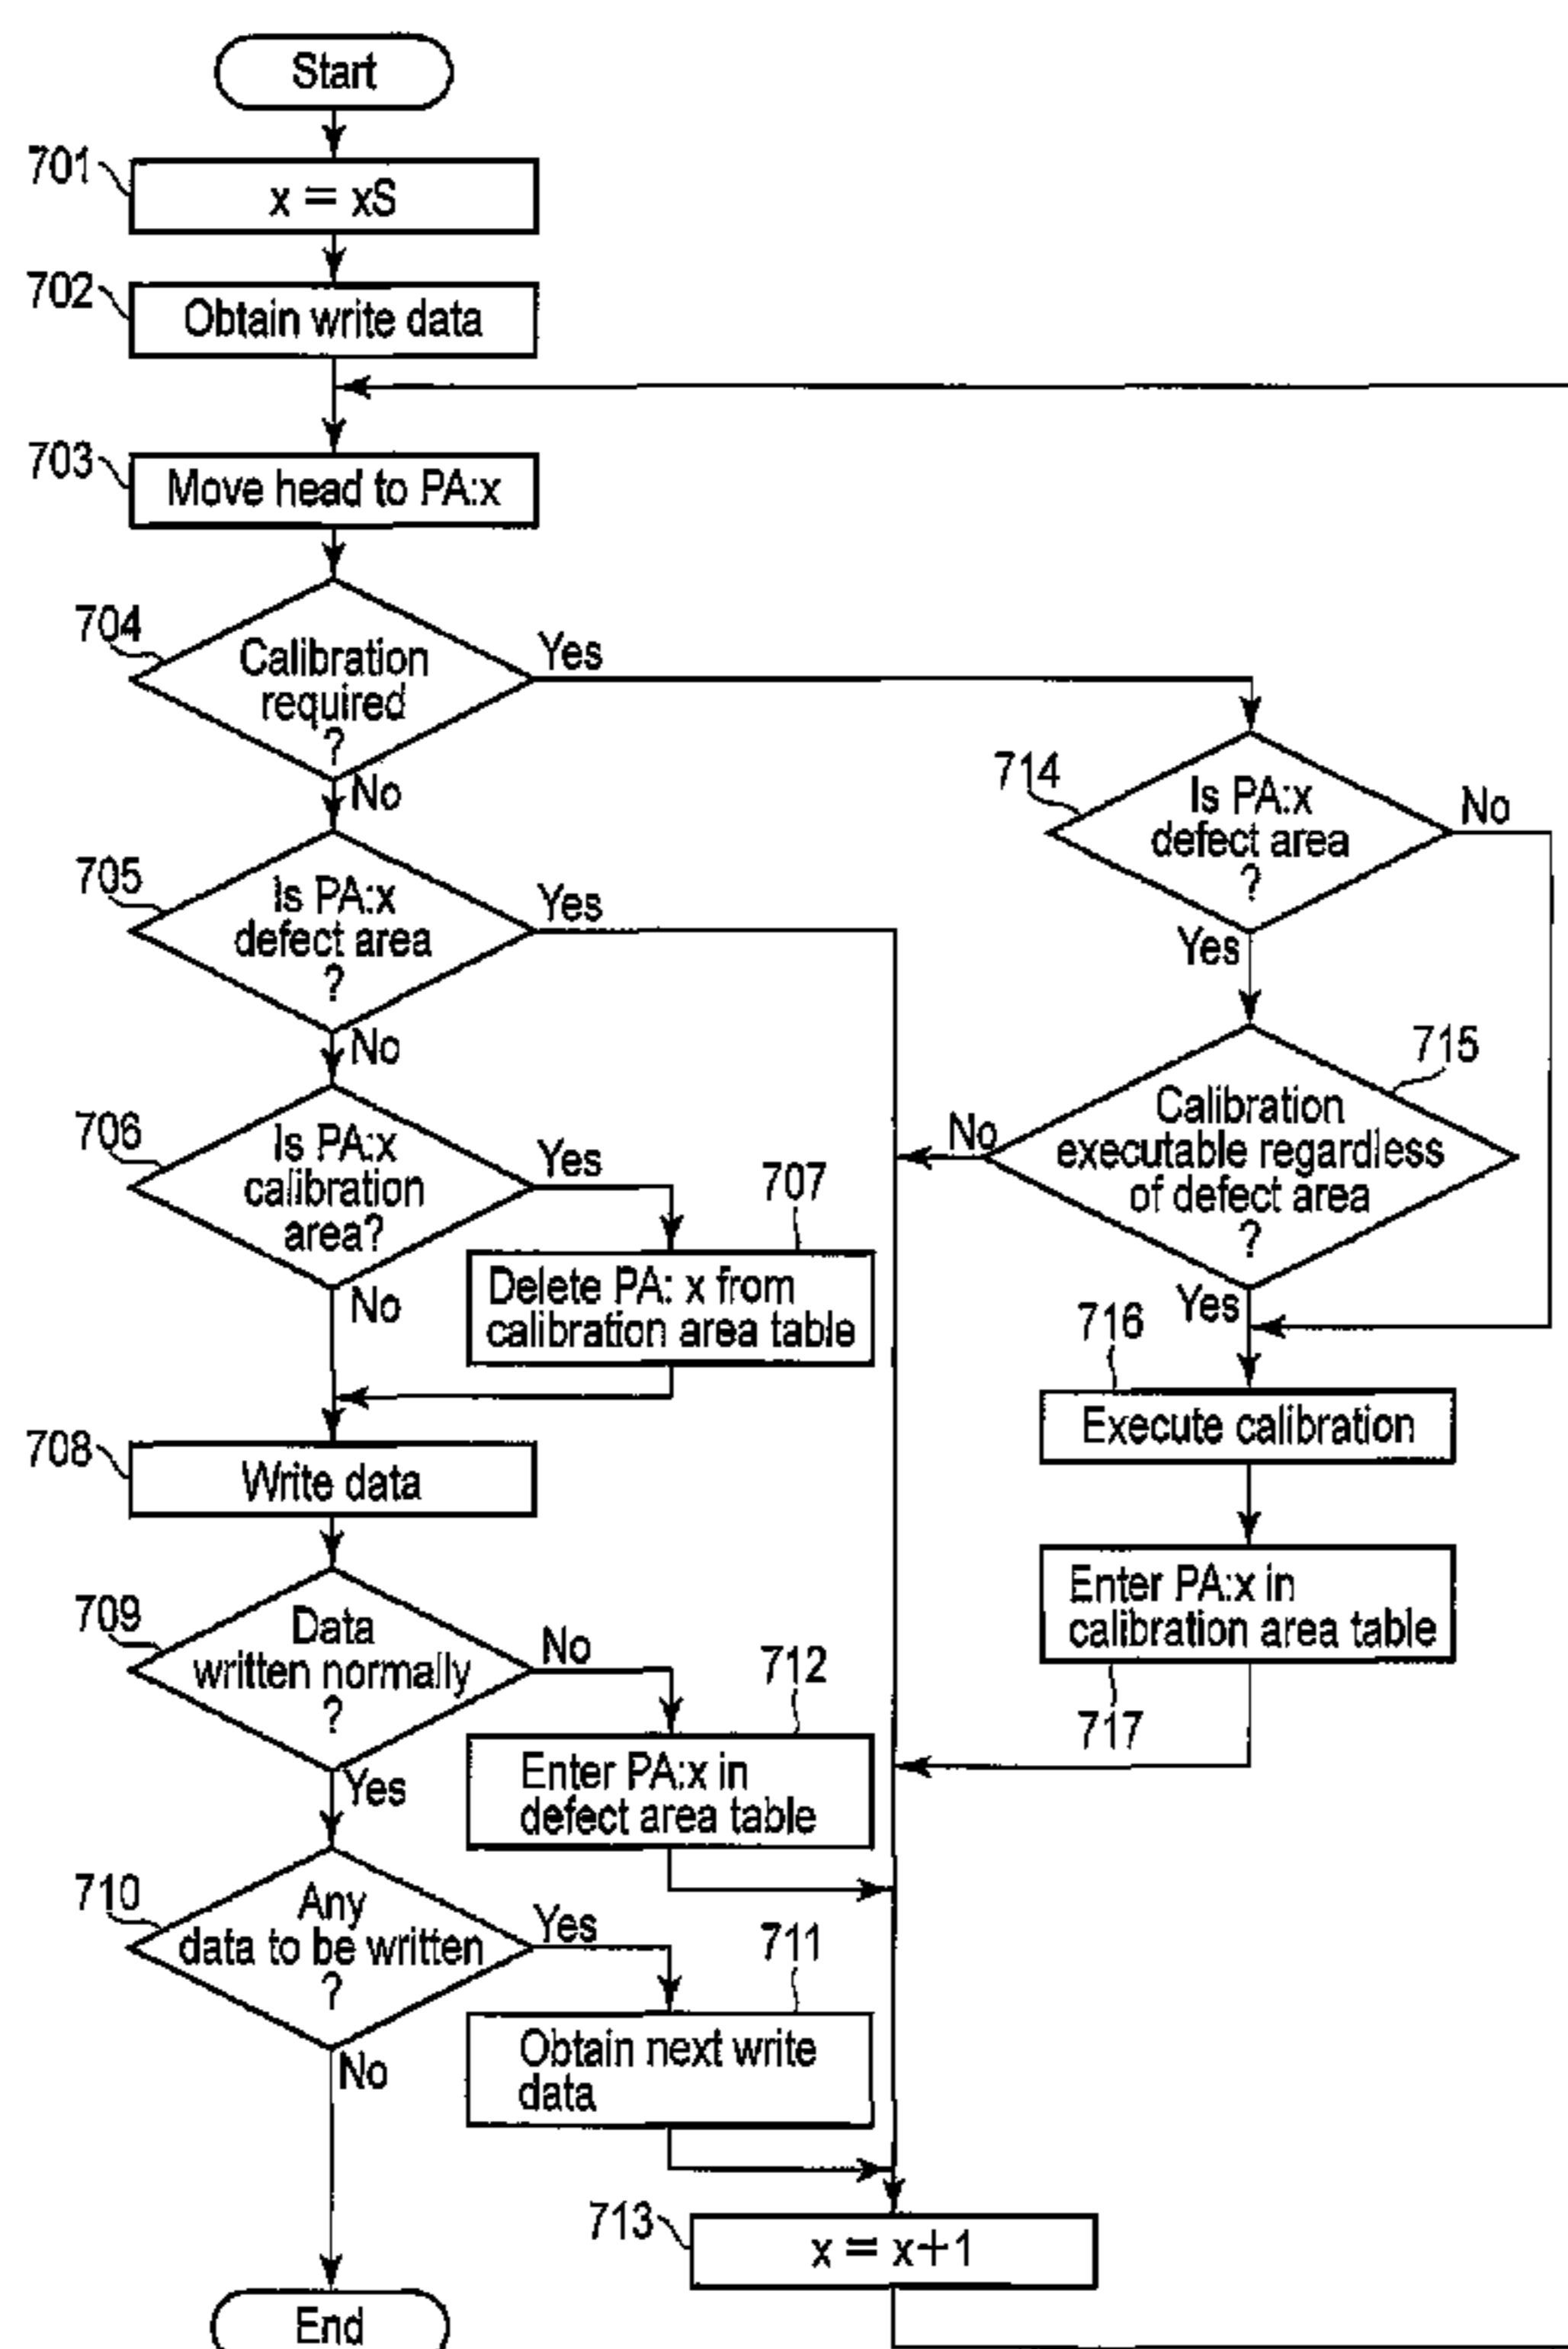 Start
701
x = xS
702
Obtain write data
703
Move head to PA:x
704
Calibration
required
?
Yes
No
705
Is PA:x
defect area
?
Yes
No
706
Is PA:x
calibration
area?
Yes
No
707
Delete PA: x from
calibration area table
708
Write data
709
Data
written normally
?
No
Yes
712
Enter PA:x in
defect area table
710
Any
data to be written
?
Yes
No
711
Obtain next write
data
713
x = x+1
End
714
Is PA:x
defect area
?
No
Yes
715
Calibration
executable regardless
of defect area
?
No
Yes
716
Execute calibration
Enter PA:x in
calibration area table
717